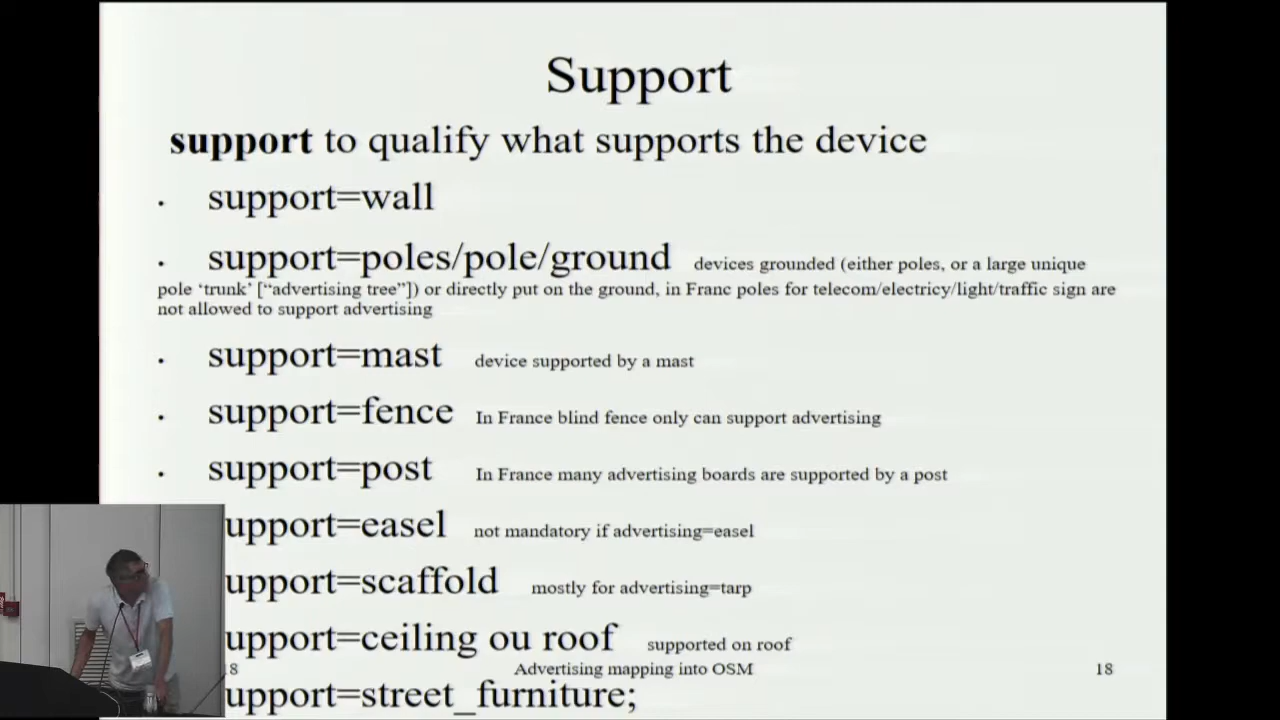 Support
support to qualify what supports the device
• support=wall
• support=poles/pole/ground devices grounded (either poles, or a large unique
pole ‘trunk’ [“advertising tree”]) or directly put on the ground, in Franc poles for telecom/electricy/light/traffic sign are
not allowed to support advertising
• support=mast device supported by a mast
• support=fence In France blind fence only can support advertising
• support=post In France many advertising boards are supported by a post
upport=easel not mandatory if advertising=easel
upport=scaffold mostly for advertising=tarp
upport=ceiling ou roof supported on roof
18 Advertising mapping into OSM 18
upport=street_furniture;